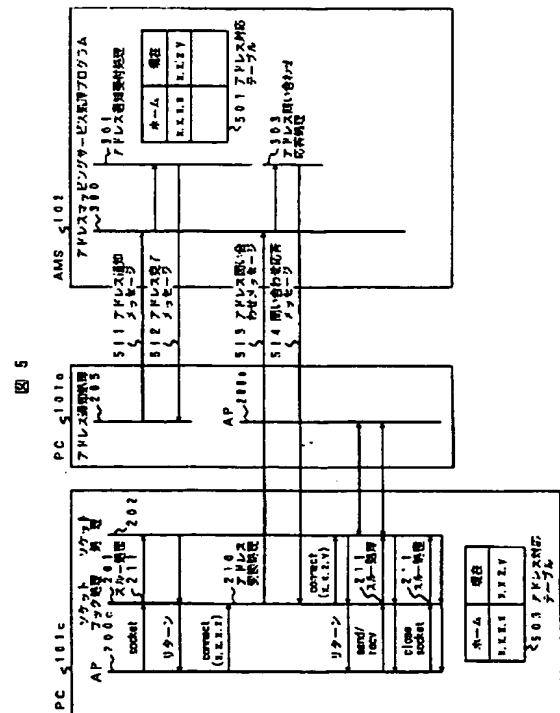 図 5
PC 101c
AP 200c
ソケットフック処理 201
ソケット処理 202
スルー処理 211
socket
リターン
connect
210 アドレス変換処理
connect
リターン
send/recv
211 スルー処理
close socket
211 スルー処理
503 アドレス対応テーブル
ホーム
現在
PC 101a
アドレス通知処理 205
AP 200a
511 アドレス通知メッセージ
512 アドレス完了メッセージ
513 アドレス問い合わせメッセージ
514 問い合わせ応答メッセージ
AMS 102
アドレスマッピングサービス処理プログラム 300
301 アドレス通知受付処理
ホーム
現在
501 アドレス対応テーブル
303 アドレス問い合わせ応答処理